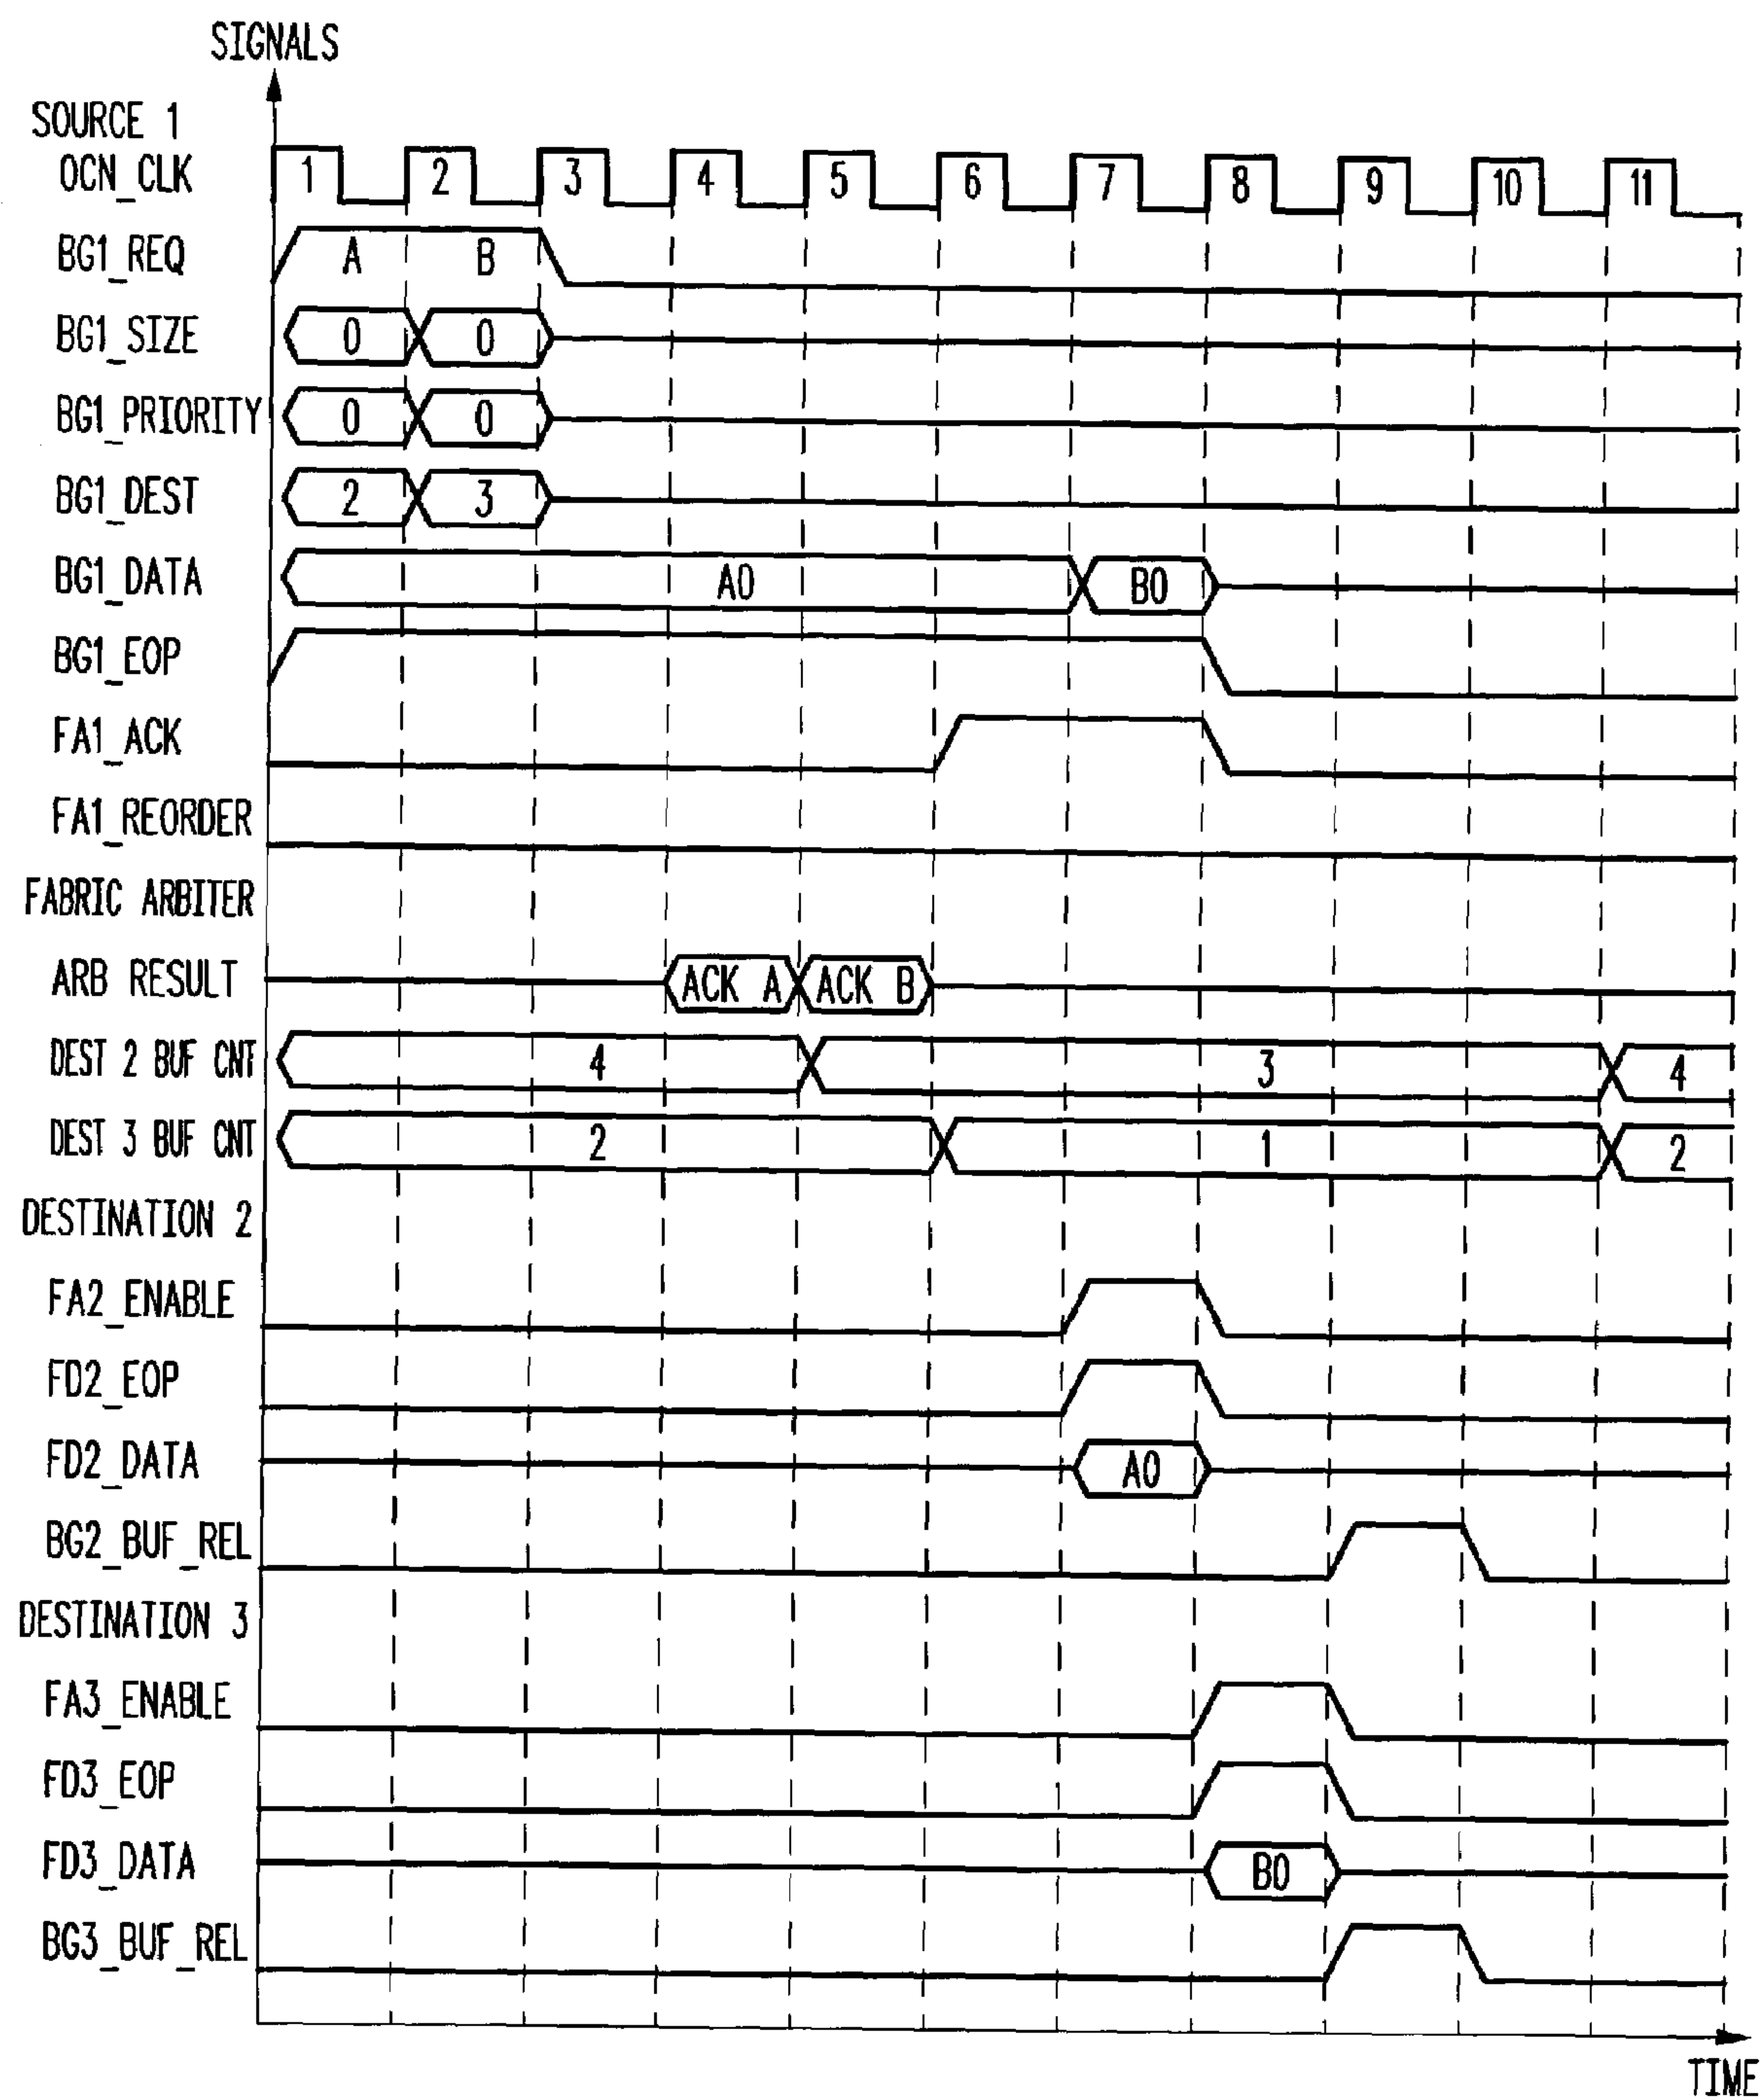 SIGNALS
SOURCE 1
OCN_CLK 1 2 3 4 5 6 7 8 9 10 11
BG1_REQ A B
BG1_SIZE 0 0
BG1_PRIORITY 0 0
BG1_DEST 2 3
BG1_DATA A0 B0
BG1_EOP
FA1_ACK
FA1_REORDER
FABRIC ARBITER
ARB RESULT ACK A ACK B
DEST 2 BUF CNT 4 3 4
DEST 3 BUF CNT 2 1 2
DESTINATION 2
FA2_ENABLE
FD2_EOP
FD2_DATA A0
BG2_BUF_REL
DESTINATION 3
FA3_ENABLE
FD3_EOP
FD3_DATA B0
BG3_BUF_REL
TIME